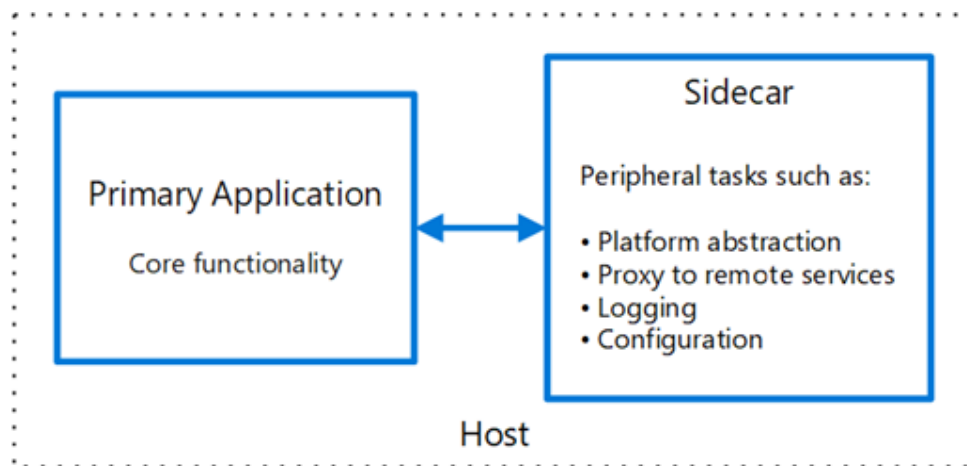 Primary Application
Core functionality
Sidecar
Peripheral tasks such as:
• Platform abstraction
• Proxy to remote services
• Logging
• Configuration
Host